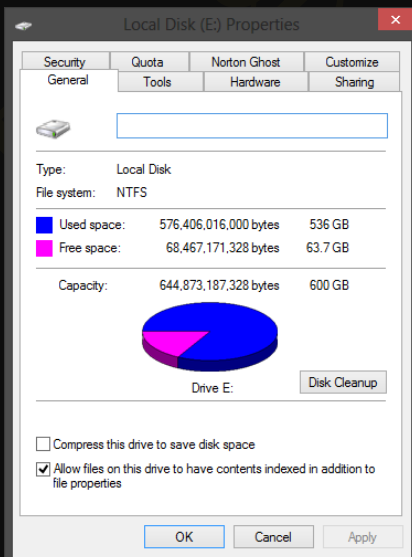 Local Disk (E:) Properties
Security Quota Norton Ghost Customize
General Tools Hardware Sharing
Type: Local Disk
File system: NTFS
Used space: 576,406,016,000 bytes 536 GB
Free space: 68,467,171,328 bytes 63.7 GB
Capacity: 644,873,187,328 bytes 600 GB
Drive E:
Disk Cleanup
Compress this drive to save disk space
Allow files on this drive to have contents indexed in addition to
file properties
OK Cancel Apply